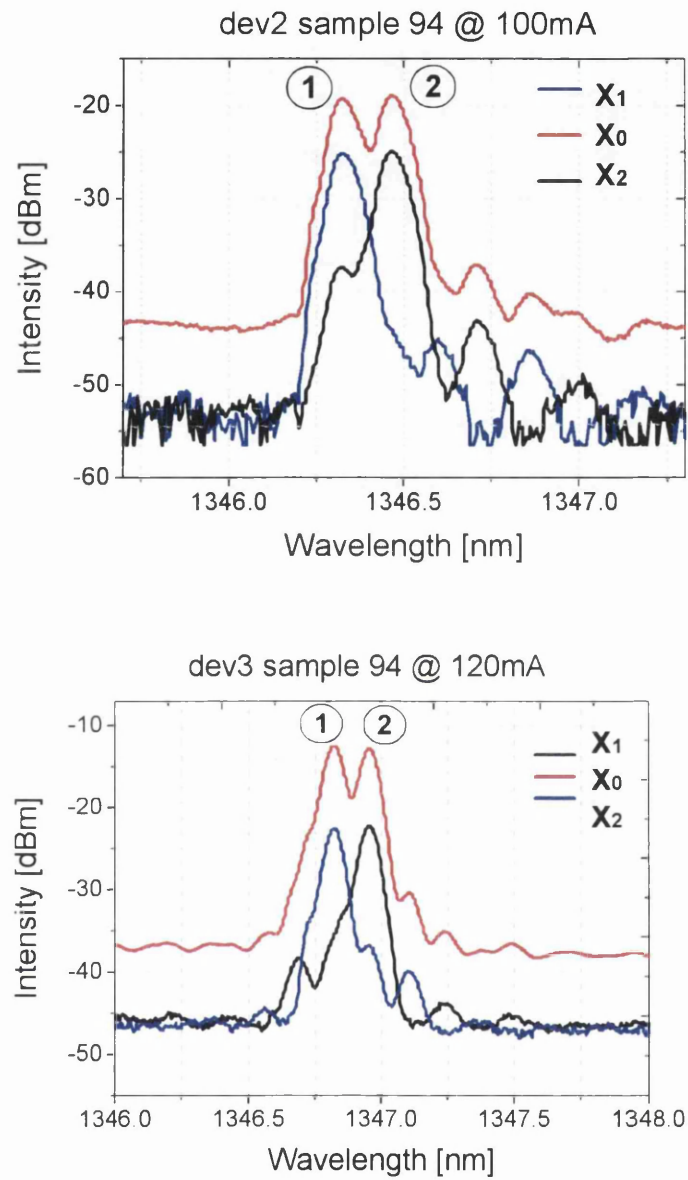 dev2 sample 94 @ 100mA
1 2
X1
X0
X2
-20
-30
-40
-50
-60
Intensity [dBm]
1346.0 1346.5 1347.0
Wavelength [nm]
dev3 sample 94 @ 120mA
1 2
X1
X0
X2
-10
-20
-30
-40
-50
Intensity [dBm]
1346.0 1346.5 1347.0 1347.5 1348.0
Wavelength [nm]